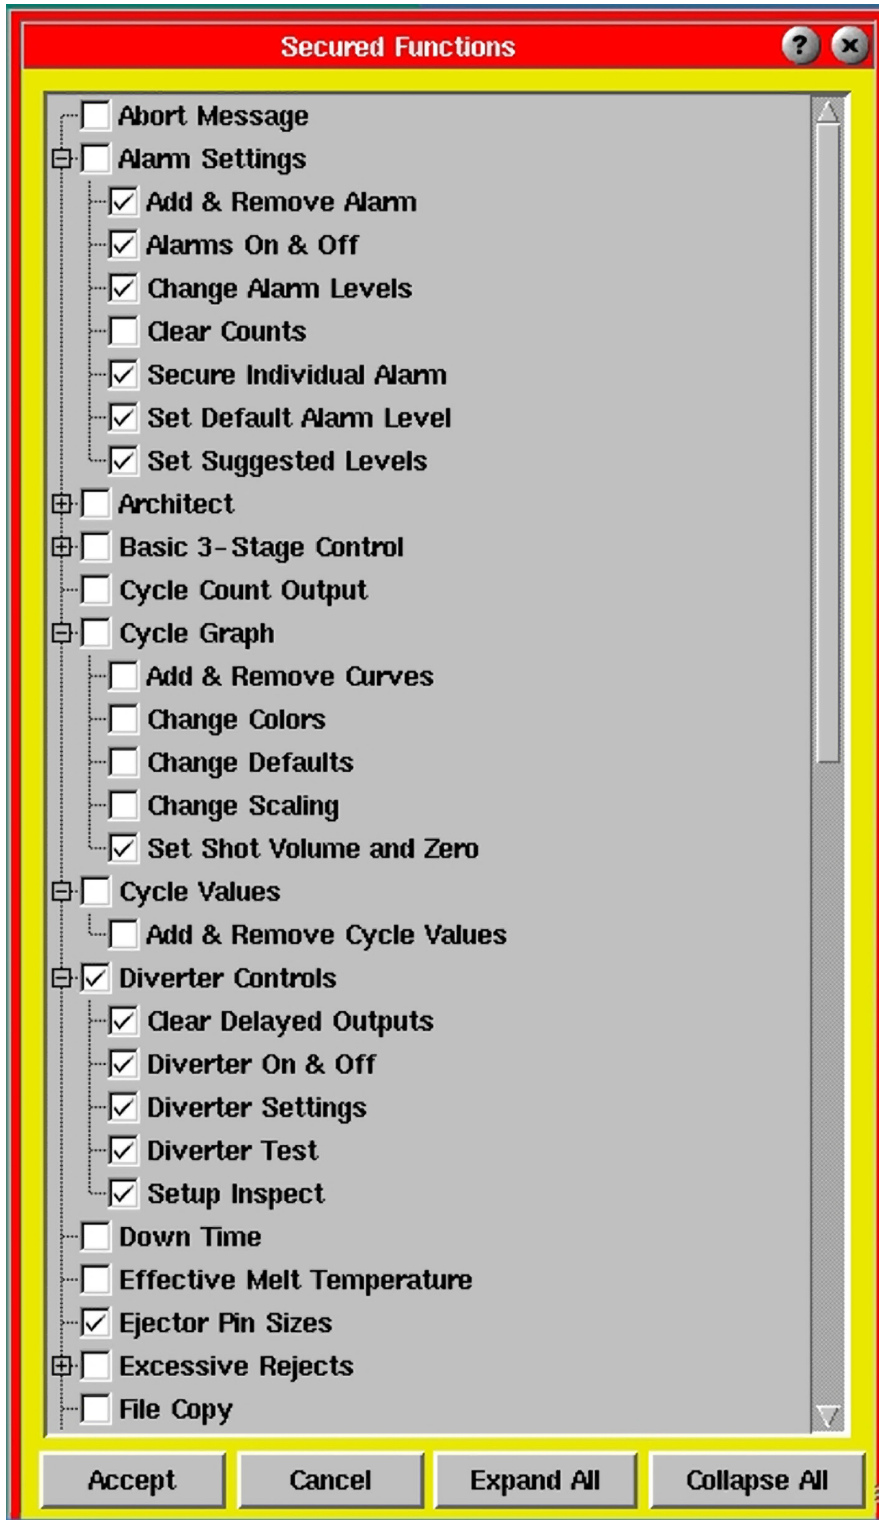 Secured Functions
Abort Message
Alarm Settings
Add & Remove Alarm
Alarms On & Off
Change Alarm Levels
Clear Counts
Secure Individual Alarm
Set Default Alarm Level
Set Suggested Levels
Architect
Basic 3-Stage Control
Cycle Count Output
Cycle Graph
Add & Remove Curves
Change Colors
Change Defaults
Change Scaling
Set Shot Volume and Zero
Cycle Values
Add & Remove Cycle Values
Diverter Controls
Clear Delayed Outputs
Diverter On & Off
Diverter Settings
Diverter Test
Setup Inspect
Down Time
Effective Melt Temperature
Ejector Pin Sizes
Excessive Rejects
File Copy
Accept Cancel Expand All Collapse All